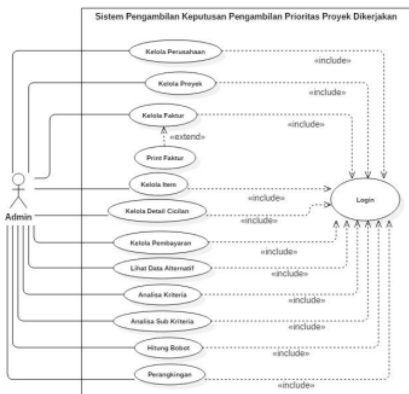 Sistem Pengambilan Keputusan Pengambilan Prioritas Proyek Dikerjakan
Kelola Perusahaan
«include»
Kelola Proyek
«include»
Kelola Faktur
«include»
«extend»
Print Faktur
Kelola Item
«include»
Login
Admin
Kelola Detail Cicilan
«include»
Kelola Pembayaran
«include»
Lihat Data Alternatif
«include»
Analisa Kriteria
«include»
Analisa Sub Kriteria
«include»
Hitung Bobot
«include»
Perangkingan
«include»